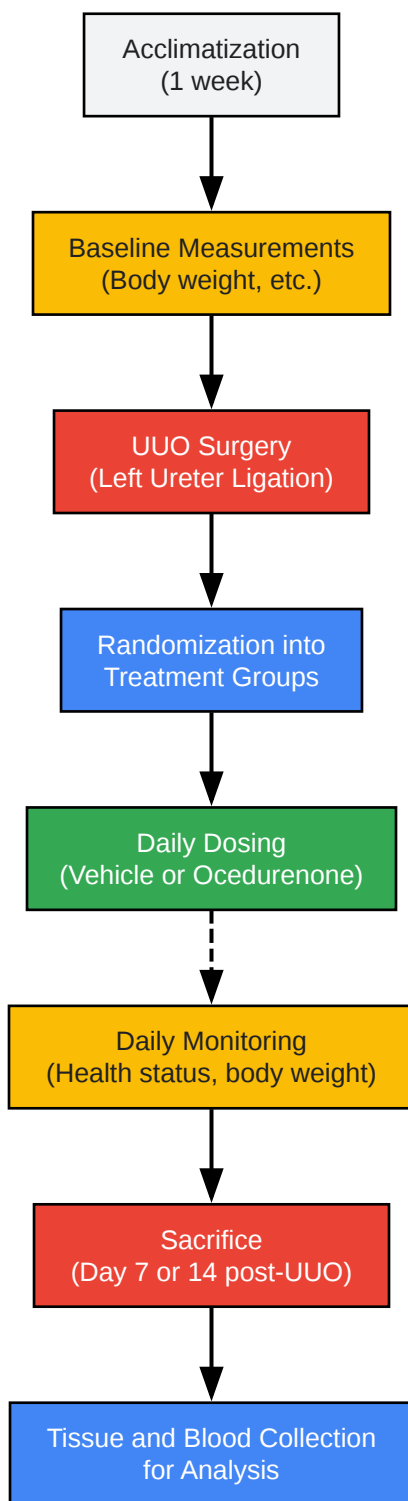 Acclimatization
(1 week)
Baseline Measurements
(Body weight, etc.)
UUO Surgery
(Left Ureter Ligation)
Randomization into
Treatment Groups
Daily Dosing
(Vehicle or Ocedurenone)
Daily Monitoring
(Health status, body weight)
Sacrifice
(Day 7 or 14 post-UUO)
Tissue and Blood Collection
for Analysis